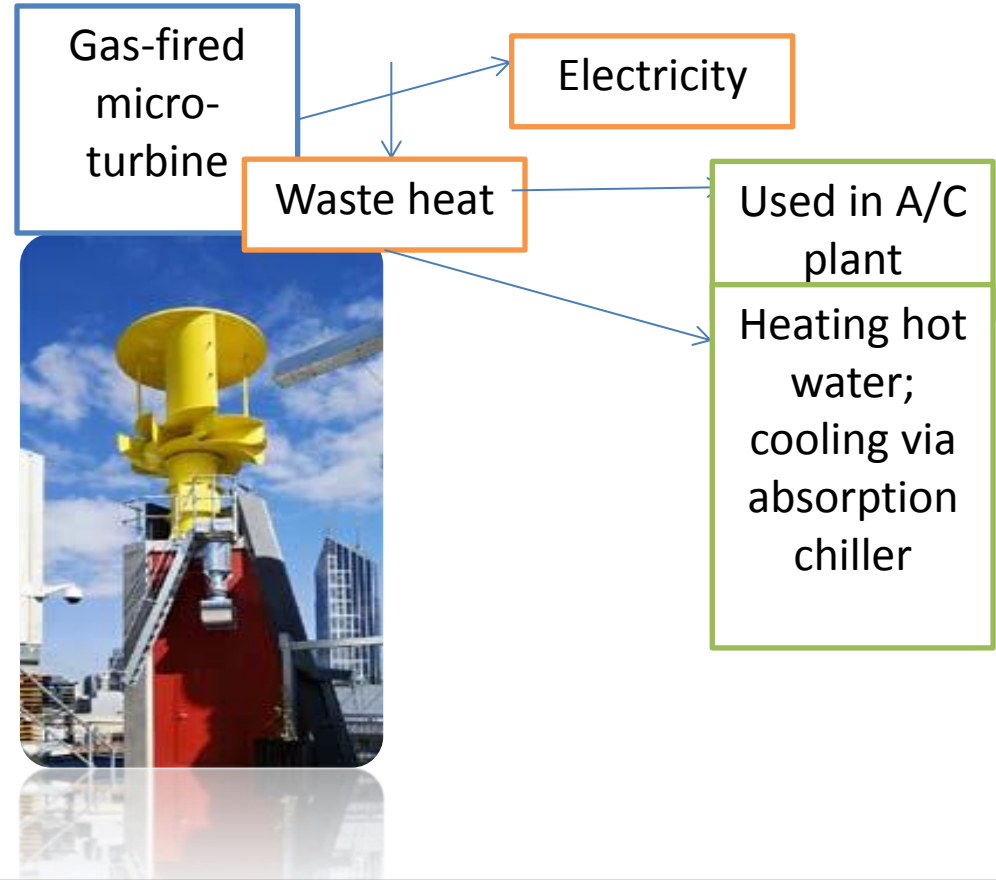 Gas-fired
micro-
turbine
Electricity
Waste heat
Used in A/C
plant
Heating hot
water;
cooling via
absorption
chiller